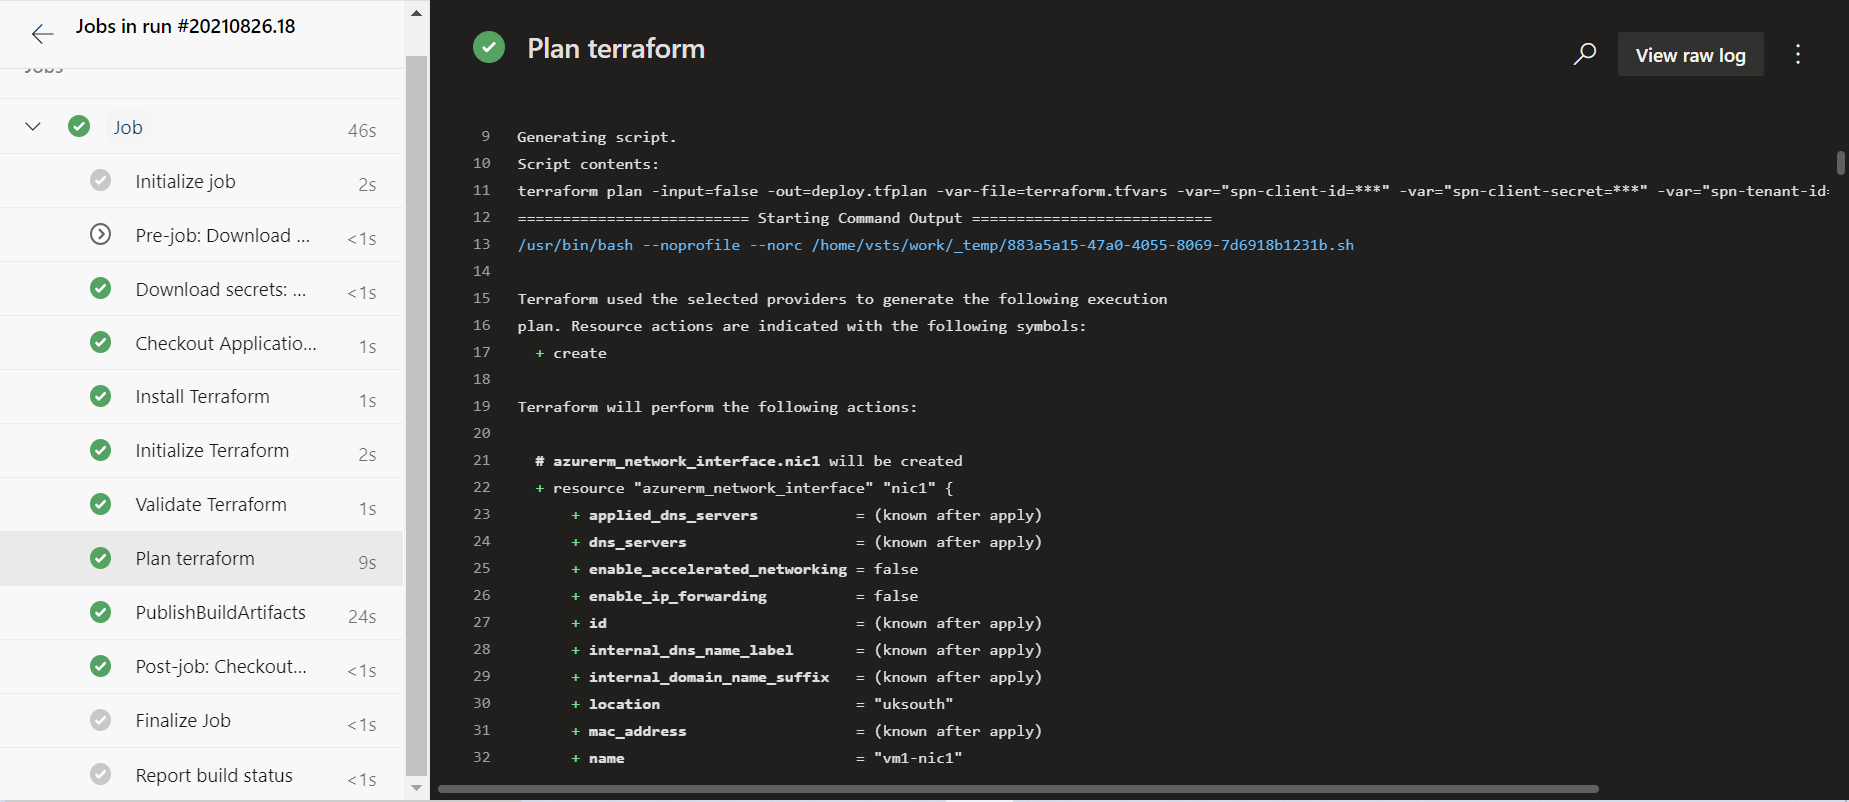 Jobs in run #20210826.18
Jobs
Job 46s
Initialize job 2s
Pre-job: Download ... <1s
Download secrets: ... <1s
Checkout Applicatio... 1s
Install Terraform 1s
Initialize Terraform 2s
Validate Terraform 1s
Plan terraform 9s
PublishBuildArtifacts 24s
Post-job: Checkout... <1s
Finalize Job <1s
Report build status <1s
Plan terraform
View raw log
9 Generating script.
10 Script contents:
11 terraform plan -input=false -out=deploy.tfplan -var-file=terraform.tfvars -var="spn-client-id=***" -var="spn-client-secret=***" -var="spn-tenant-id=
12 ========================== Starting Command Output ===========================
13 /usr/bin/bash --noprofile --norc /home/vsts/work/_temp/883a5a15-47a0-4055-8069-7d6918b1231b.sh
14
15 Terraform used the selected providers to generate the following execution
16 plan. Resource actions are indicated with the following symbols:
17 + create
18
19 Terraform will perform the following actions:
20
21 # azurerm_network_interface.nic1 will be created
22 + resource "azurerm_network_interface" "nic1" {
23 + applied_dns_servers = (known after apply)
24 + dns_servers = (known after apply)
25 + enable_accelerated_networking = false
26 + enable_ip_forwarding = false
27 + id = (known after apply)
28 + internal_dns_name_label = (known after apply)
29 + internal_domain_name_suffix = (known after apply)
30 + location = "uksouth"
31 + mac_address = (known after apply)
32 + name = "vm1-nic1"